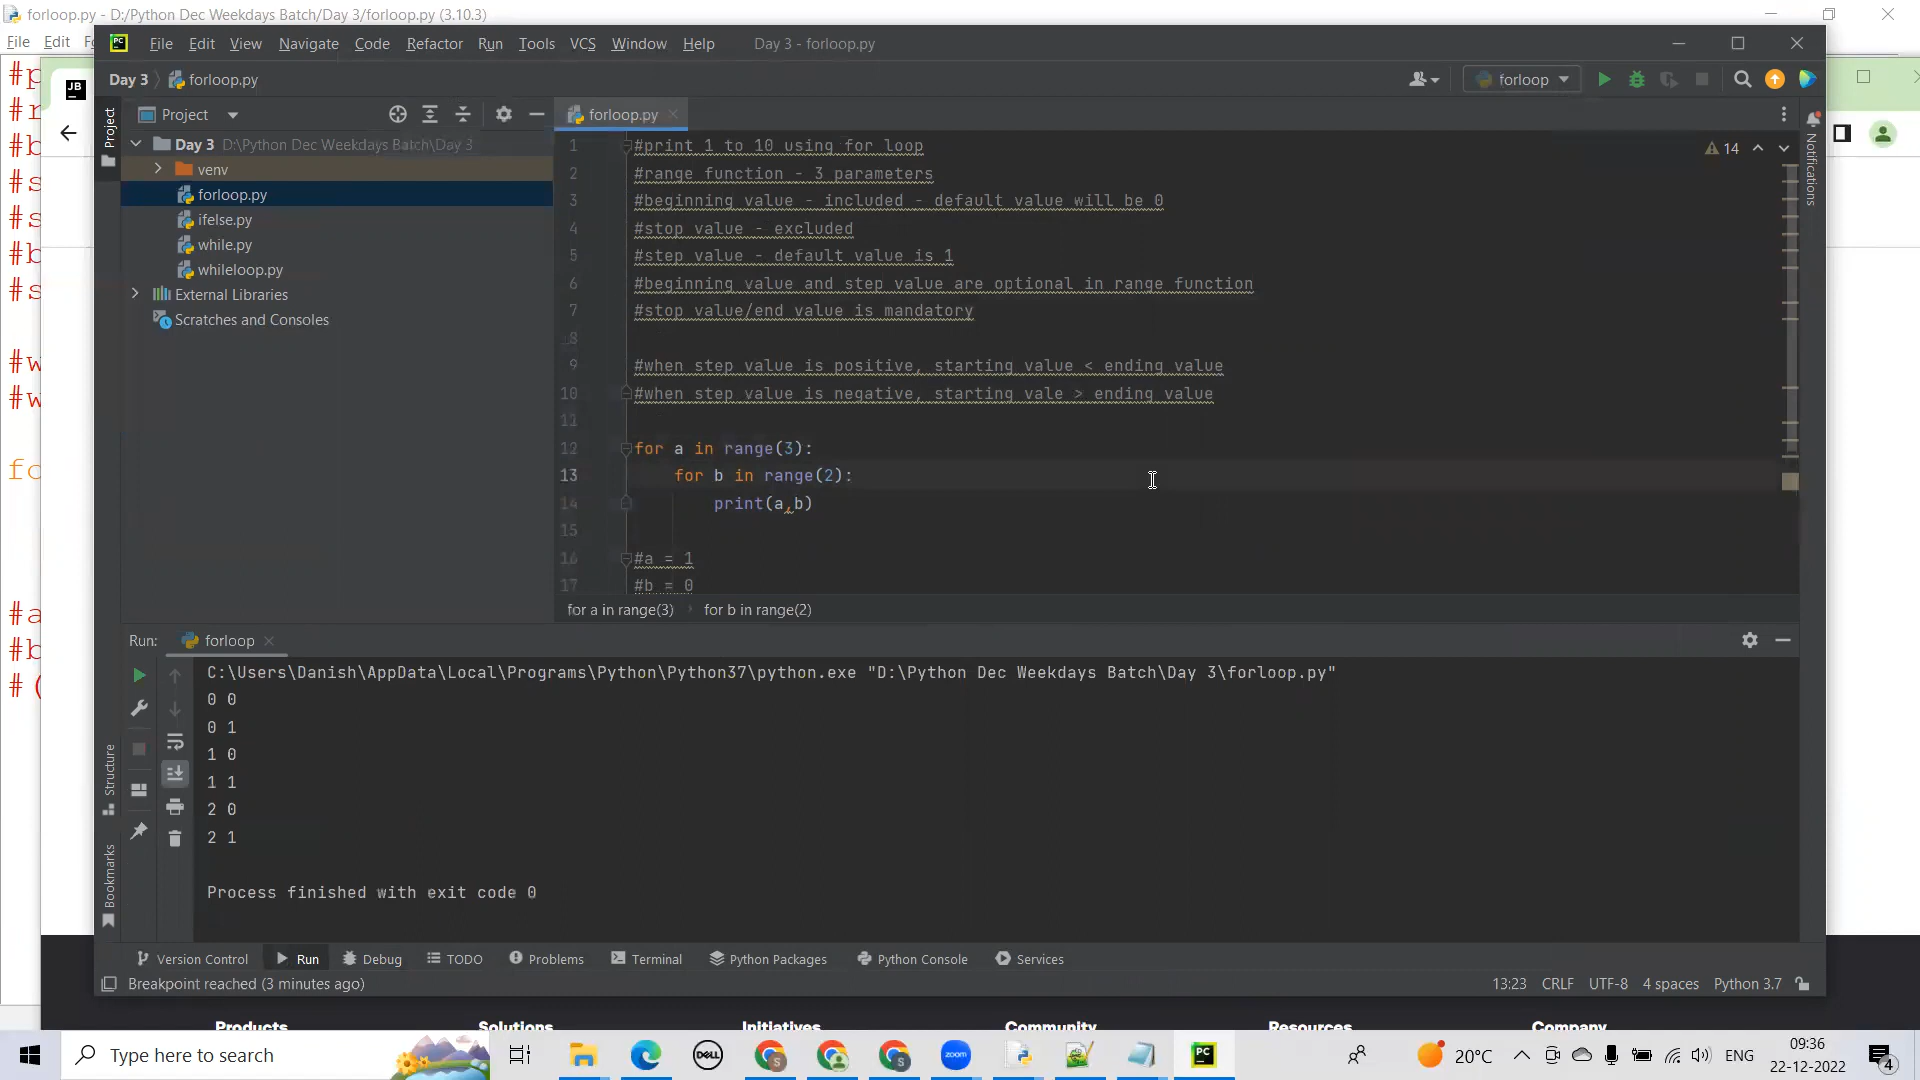 forloop.py - D:/Python Dec Weekdays Batch/Day 3/forloop.py (3.10.3)
File Edit
PC File Edit View Navigate Code Refactor Run Tools VCS Window Help Day 3 - forloop.py
JB
Day 3 forloop.py
forloop
Project
Project
forloop.py
Day 3 D:\Python Dec Weekdays Batch\Day 3
venv
forloop.py
ifelse.py
while.py
whileloop.py
External Libraries
Scratches and Consoles
14
Notifications
1 #print 1 to 10 using for loop
2 #range function - 3 parameters
3 #beginning value - included - default value will be 0
4 #stop value - excluded
5 #step value - default value is 1
6 #beginning value and step value are optional in range function
7 #stop value/end value is mandatory
8
9 #when step value is positive, starting value < ending value
10 #when step value is negative, starting vale > ending value
11
12 for a in range(3):
13 for b in range(2):
14 print(a,b)
15
16 #a = 1
17 #b = 0
for a in range(3) for b in range(2)
Run: forloop
C:\Users\Danish\AppData\Local\Programs\Python\Python37\python.exe "D:\Python Dec Weekdays Batch\Day 3\forloop.py"
0 0
0 1
1 0
1 1
2 0
2 1
Process finished with exit code 0
Structure
Bookmarks
Version Control Run Debug TODO Problems Terminal Python Packages Python Console Services
Breakpoint reached (3 minutes ago) 13:23 CRLF UTF-8 4 spaces Python 3.7
Products Solutions Initiatives Community Resources Company
Type here to search
DELL
zoom
PC
20°C
ENG
09:36
22-12-2022
4